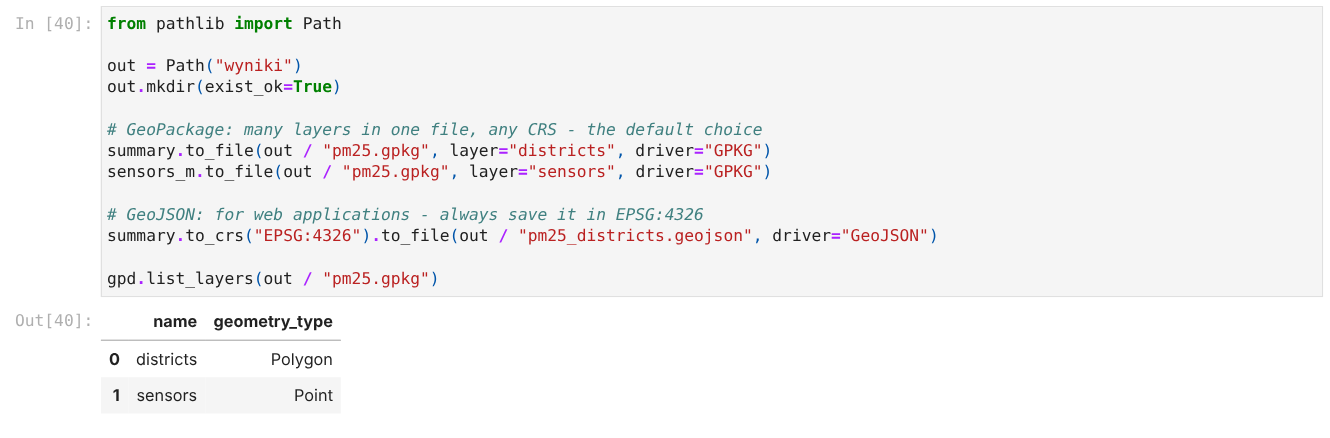 In [40]: from pathlib import Path
out = Path("wyniki")
out.mkdir(exist_ok=True)
# GeoPackage: many layers in one file, any CRS - the default choice
summary.to_file(out / "pm25.gpkg", layer="districts", driver="GPKG")
sensors_m.to_file(out / "pm25.gpkg", layer="sensors", driver="GPKG")
# GeoJSON: for web applications - always save it in EPSG:4326
summary.to_crs("EPSG:4326").to_file(out / "pm25_districts.geojson", driver="GeoJSON")
gpd.list_layers(out / "pm25.gpkg")
Out[40]: name geometry_type
0 districts Polygon
1 sensors Point